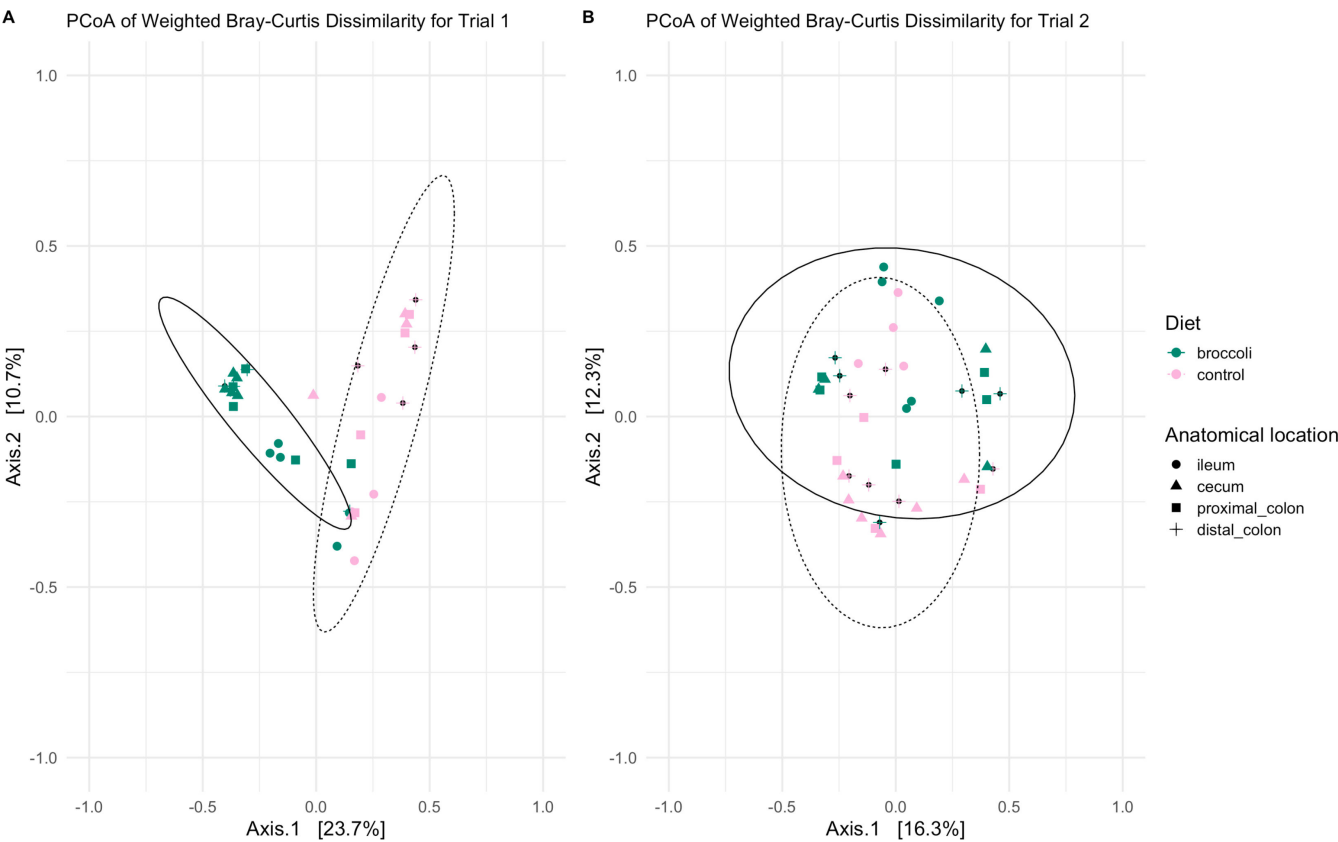 A
PCoA of Weighted Bray-Curtis Dissimilarity for Trial 1
1.0
0.5
0.0
-0.5
-1.0
Axis.2 [10.7%]
-1.0 -0.5 0.0 0.5 1.0
Axis.1 [23.7%]
B
PCoA of Weighted Bray-Curtis Dissimilarity for Trial 2
1.0
0.5
0.0
-0.5
-1.0
Axis.2 [12.3%]
-1.0 -0.5 0.0 0.5 1.0
Axis.1 [16.3%]
Diet
broccoli
control
Anatomical location
ileum
cecum
proximal_colon
distal_colon